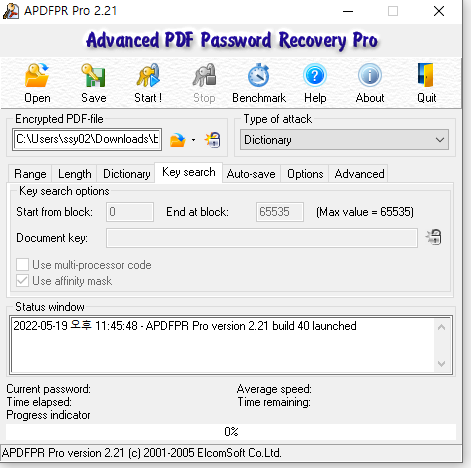 APDFPR Pro 2.21
Advanced PDF Password Recovery Pro
Open Save Start ! Stop Benchmark Help About Quit
Encrypted PDF-file Type of attack
C:\Users\ssy02\Downloads\b Dictionary
Range Length Dictionary Key search Auto-save Options Advanced
Key search options
Start from block: 0 End at block: 65535 (Max value = 65535)
Document key:
Use multi-processor code
Use affinity mask
Status window
2022-05-19 오후 11:45:48 - APDFPR Pro version 2.21 build 40 launched
Current password: Average speed:
Time elapsed: Time remaining:
Progress indicator
0%
APDFPR Pro version 2.21 (c) 2001-2005 ElcomSoft Co.Ltd.